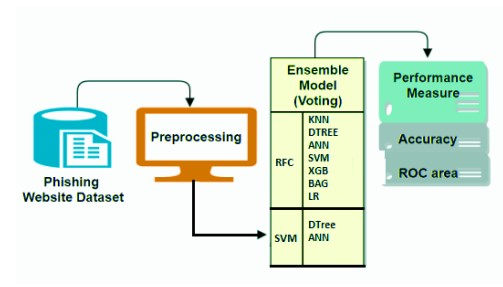 Phishing
Website Dataset
Preprocessing
Ensemble
Model
(Voting)
RFC
KNN
DTREE
ANN
SVM
XGB
BAG
LR
SVM
DTree
ANN
Performance
Measure
Accuracy
ROC area